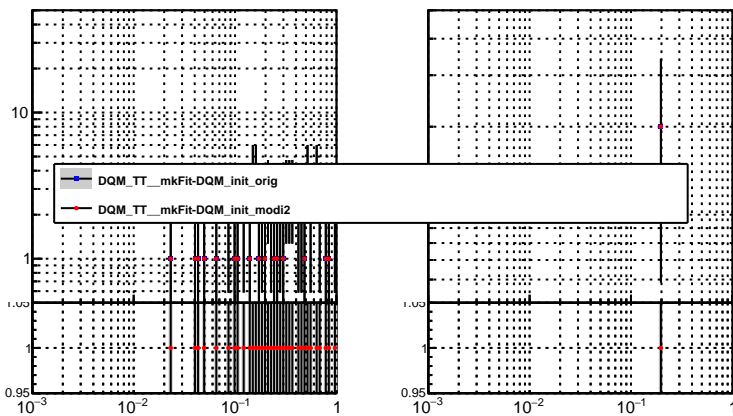 10
DQM_TT__mkFit-DQM_init_orig
DQM_TT__mkFit-DQM_init_modi2
1
1.05 1.05
1 1
0.95 0.95
10⁻³ 10⁻² 10⁻¹ 1 10⁻³ 10⁻² 10⁻¹ 1